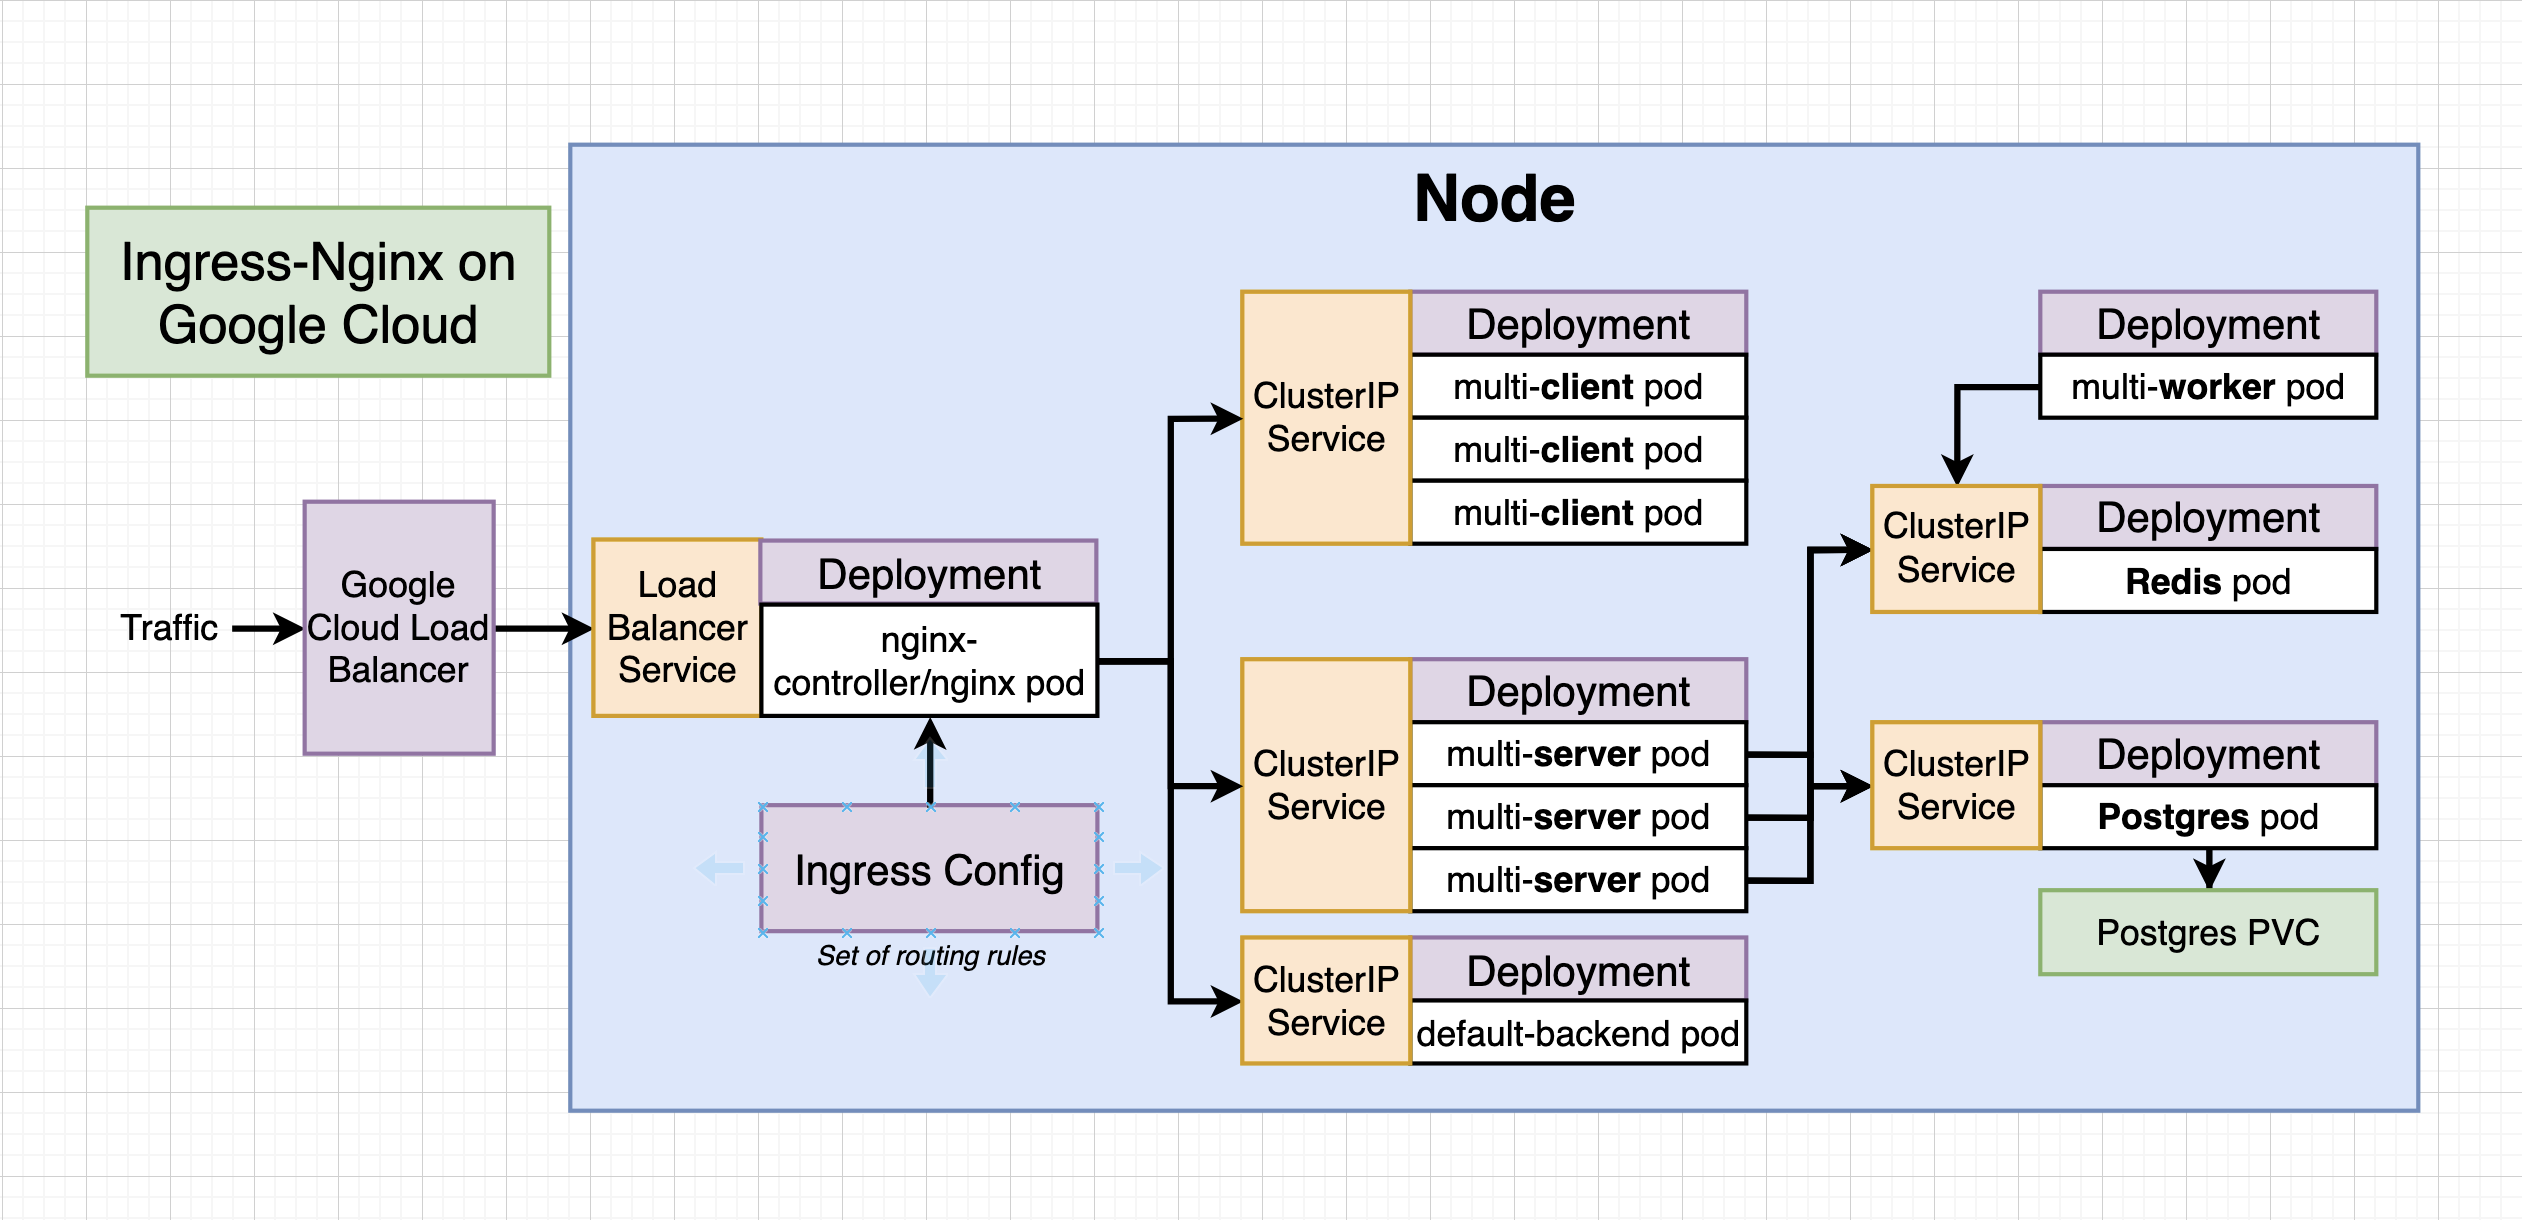 Node
Ingress-Nginx on
Google Cloud
Traffic
Google
Cloud Load
Balancer
Load
Balancer
Service
Deployment
nginx-
controller/nginx pod
Ingress Config
Set of routing rules
ClusterIP
Service
Deployment
multi-client pod
multi-client pod
multi-client pod
ClusterIP
Service
Deployment
multi-server pod
multi-server pod
multi-server pod
ClusterIP
Service
Deployment
default-backend pod
Deployment
multi-worker pod
ClusterIP
Service
Deployment
Redis pod
ClusterIP
Service
Deployment
Postgres pod
Postgres PVC